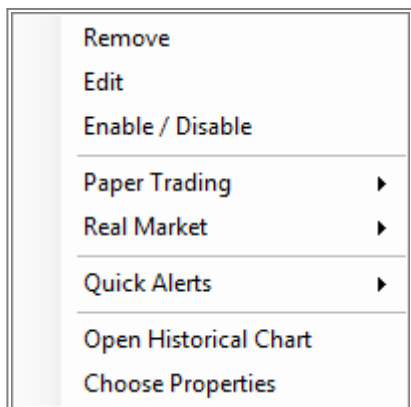 Remove
Edit
Enable / Disable
Paper Trading
Real Market
Quick Alerts
Open Historical Chart
Choose Properties